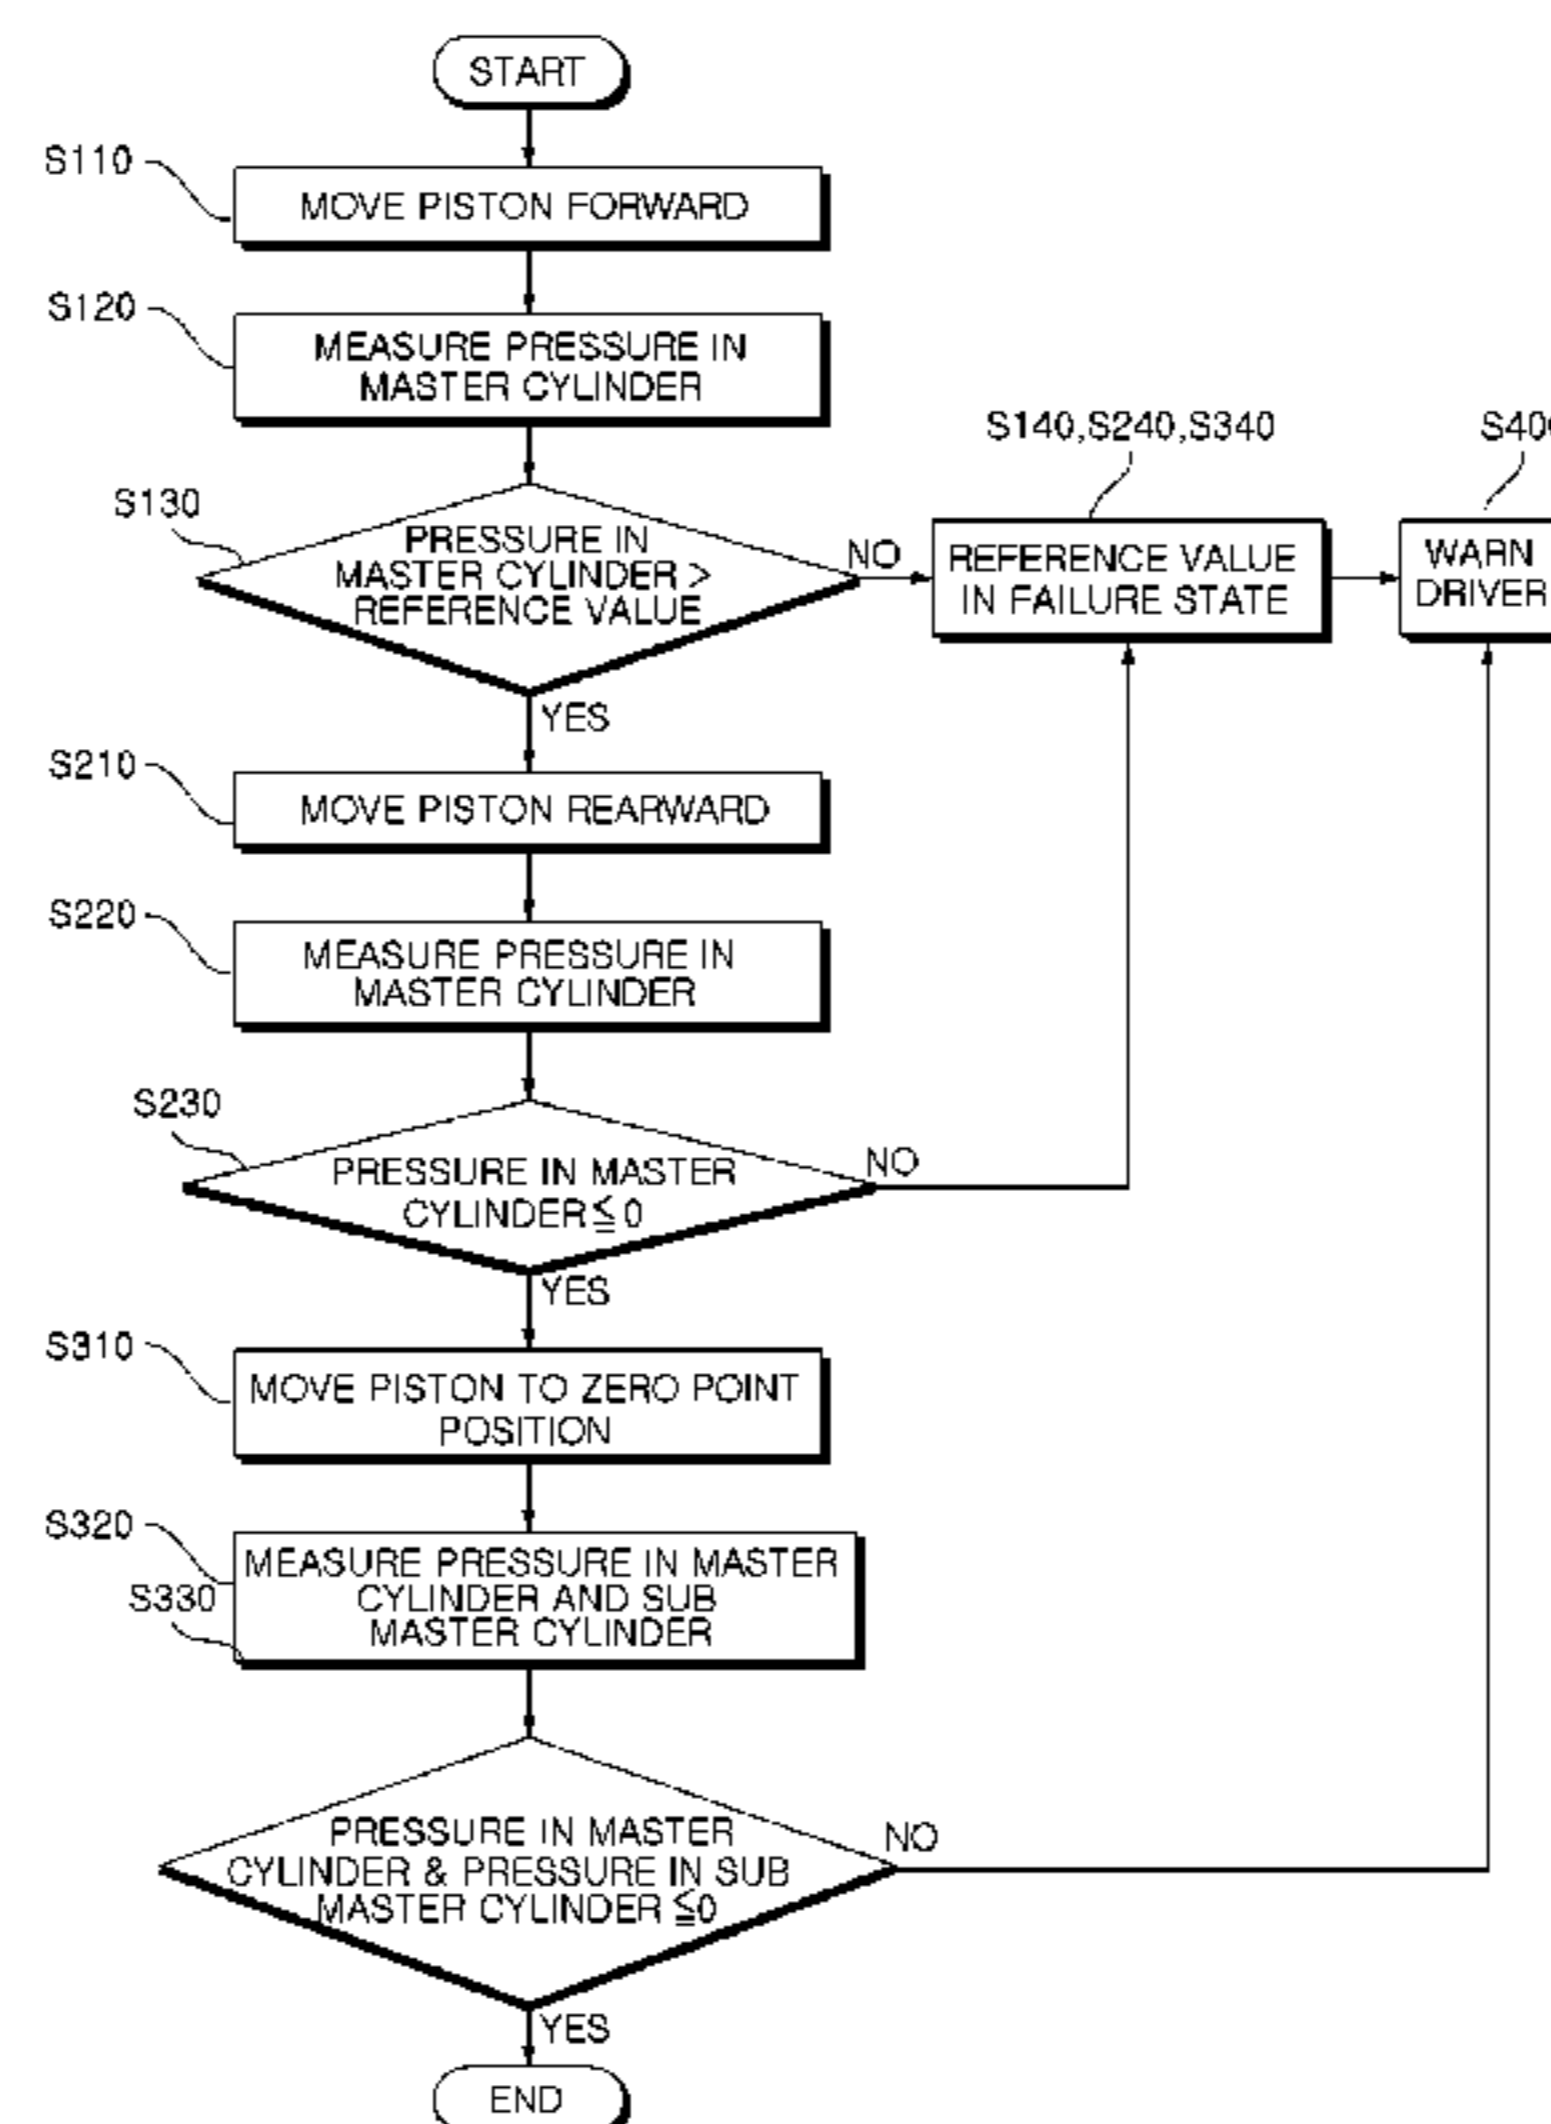 START
S110
MOVE PISTON FORWARD
S120
MEASURE PRESSURE IN
MASTER CYLINDER
S130
PRESSURE IN
MASTER CYLINDER >
REFERENCE VALUE
NO
S140,S240,S340
REFERENCE VALUE
IN FAILURE STATE
S400
WARN
DRIVER
YES
S210
MOVE PISTON REARWARD
S220
MEASURE PRESSURE IN
MASTER CYLINDER
S230
PRESSURE IN MASTER
CYLINDER≦0
NO
YES
S310
MOVE PISTON TO ZERO POINT
POSITION
S320
MEASURE PRESSURE IN MASTER
CYLINDER AND SUB
MASTER CYLINDER
S330
PRESSURE IN MASTER
CYLINDER & PRESSURE IN SUB
MASTER CYLINDER ≦0
NO
YES
END